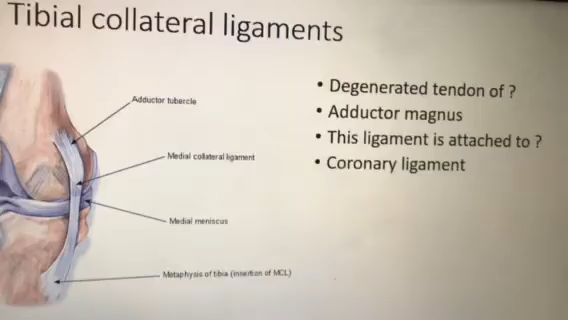 Tibial collateral ligaments
• Degenerated tendon of ?
• Adductor magnus
• This ligament is attached to ?
• Coronary ligament
Adductor tubercle
Medial collateral ligament
Medial meniscus
Metaphysis of tibia (insertion of MCL)